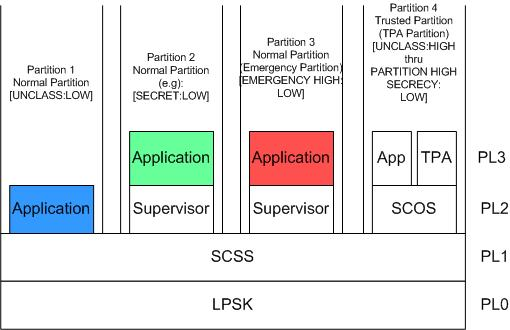 Partition 1
Normal Partition
[UNCLASS:LOW]
Partition 2
Normal Partition
(e.g):
[SECRET:LOW]
Partition 3
Normal Partition
(Emergency Partition)
[EMERGENCY HIGH:
LOW]
Partition 4
Trusted Partition
(TPA Partition)
[UNCLASS:HIGH
thru
PARTITION HIGH
SECRECY:
LOW]
Application
Application
App
TPA
PL3
Application
Supervisor
Supervisor
SCOS
PL2
SCSS
PL1
LPSK
PL0